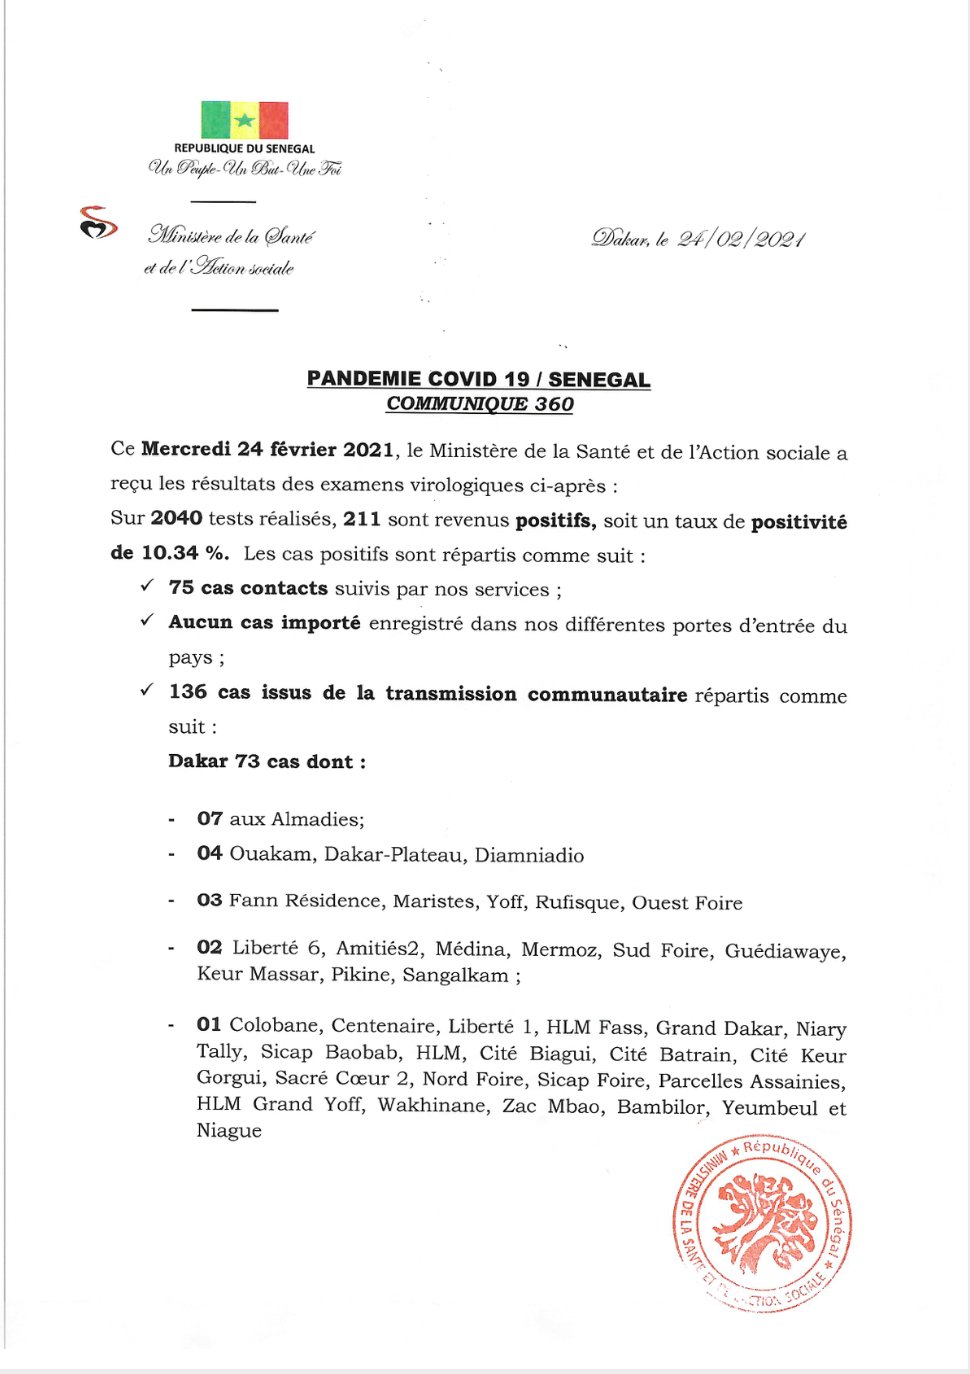 REPUBLIQUE DU SENEGAL
Un Peuple-Un But-Une Foi
Ministère de la Santé
et de l'Action sociale
Dakar, le 24/02/2021
PANDEMIE COVID 19 / SENEGAL
COMMUNIQUE 360
Ce Mercredi 24 février 2021, le Ministère de la Santé et de l'Action sociale a
reçu les résultats des examens virologiques ci-après :
Sur 2040 tests réalisés, 211 sont revenus positifs, soit un taux de positivité
de 10.34 %. Les cas positifs sont répartis comme suit :
✓ 75 cas contacts suivis par nos services ;
✓ Aucun cas importé enregistré dans nos différentes portes d'entrée du
pays ;
✓ 136 cas issus de la transmission communautaire répartis comme
suit :
Dakar 73 cas dont :
- 07 aux Almadies;
- 04 Ouakam, Dakar-Plateau, Diamniadio
- 03 Fann Résidence, Maristes, Yoff, Rufisque, Ouest Foire
- 02 Liberté 6, Amitiés2, Médina, Mermoz, Sud Foire, Guédiawaye,
Keur Massar, Pikine, Sangalkam ;
- 01 Colobane, Centenaire, Liberté 1, HLM Fass, Grand Dakar, Niary
Tally, Sicap Baobab, HLM, Cité Biagui, Cité Batrain, Cité Keur
Gorgui, Sacré Cœur 2, Nord Foire, Sicap Foire, Parcelles Assainies,
HLM Grand Yoff, Wakhinane, Zac Mbao, Bambilor, Yeumbeul et
Niague
République du Sénégal
MINISTERE DE LA SANTE ET DE L'ACTION SOCIALE